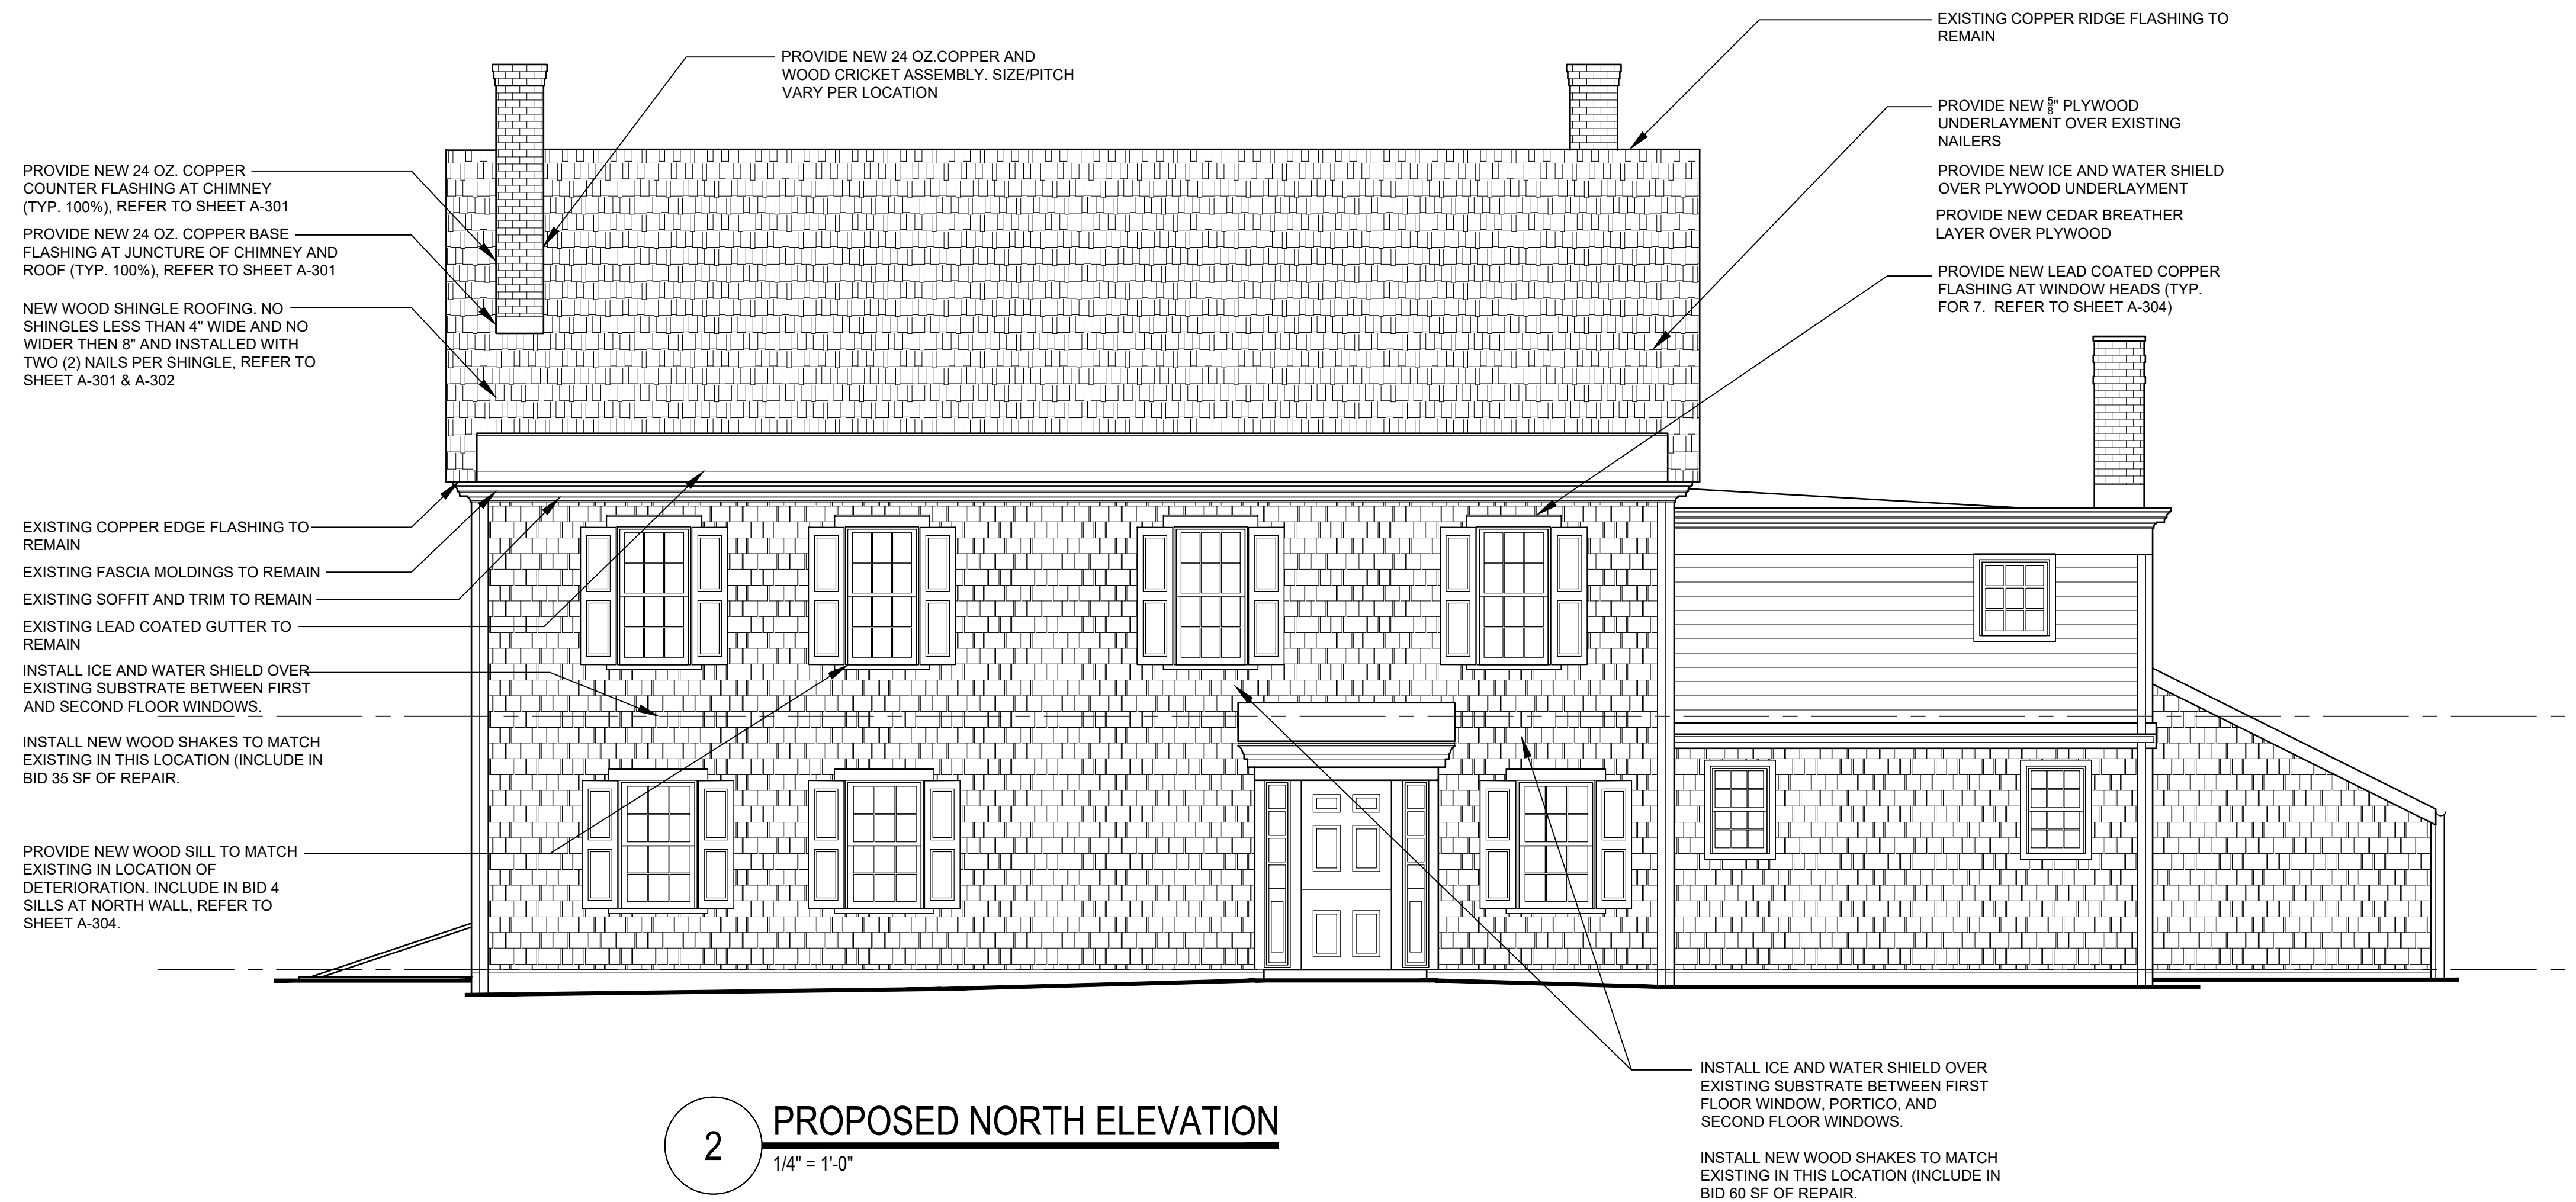 EXISTING COPPER RIDGE FLASHING TO
REMAIN
PROVIDE NEW 24 OZ.COPPER AND
WOOD CRICKET ASSEMBLY. SIZE/PITCH
VARY PER LOCATION
PROVIDE NEW 5/8" PLYWOOD
UNDERLAYMENT OVER EXISTING
NAILERS
PROVIDE NEW ICE AND WATER SHIELD
OVER PLYWOOD UNDERLAYMENT
PROVIDE NEW CEDAR BREATHER
LAYER OVER PLYWOOD
PROVIDE NEW LEAD COATED COPPER
FLASHING AT WINDOW HEADS (TYP.
FOR 7. REFER TO SHEET A-304)
PROVIDE NEW 24 OZ. COPPER
COUNTER FLASHING AT CHIMNEY
(TYP. 100%), REFER TO SHEET A-301
PROVIDE NEW 24 OZ. COPPER BASE
FLASHING AT JUNCTURE OF CHIMNEY AND
ROOF (TYP. 100%), REFER TO SHEET A-301
NEW WOOD SHINGLE ROOFING. NO
SHINGLES LESS THAN 4" WIDE AND NO
WIDER THEN 8" AND INSTALLED WITH
TWO (2) NAILS PER SHINGLE, REFER TO
SHEET A-301 & A-302
EXISTING COPPER EDGE FLASHING TO
REMAIN
EXISTING FASCIA MOLDINGS TO REMAIN
EXISTING SOFFIT AND TRIM TO REMAIN
EXISTING LEAD COATED GUTTER TO
REMAIN
INSTALL ICE AND WATER SHIELD OVER
EXISTING SUBSTRATE BETWEEN FIRST
AND SECOND FLOOR WINDOWS.
INSTALL NEW WOOD SHAKES TO MATCH
EXISTING IN THIS LOCATION (INCLUDE IN
BID 35 SF OF REPAIR.
PROVIDE NEW WOOD SILL TO MATCH
EXISTING IN LOCATION OF
DETERIORATION. INCLUDE IN BID 4
SILLS AT NORTH WALL, REFER TO
SHEET A-304.
INSTALL ICE AND WATER SHIELD OVER
EXISTING SUBSTRATE BETWEEN FIRST
FLOOR WINDOW, PORTICO, AND
SECOND FLOOR WINDOWS.
INSTALL NEW WOOD SHAKES TO MATCH
EXISTING IN THIS LOCATION (INCLUDE IN
BID 60 SF OF REPAIR.
2
PROPOSED NORTH ELEVATION
1/4" = 1'-0"